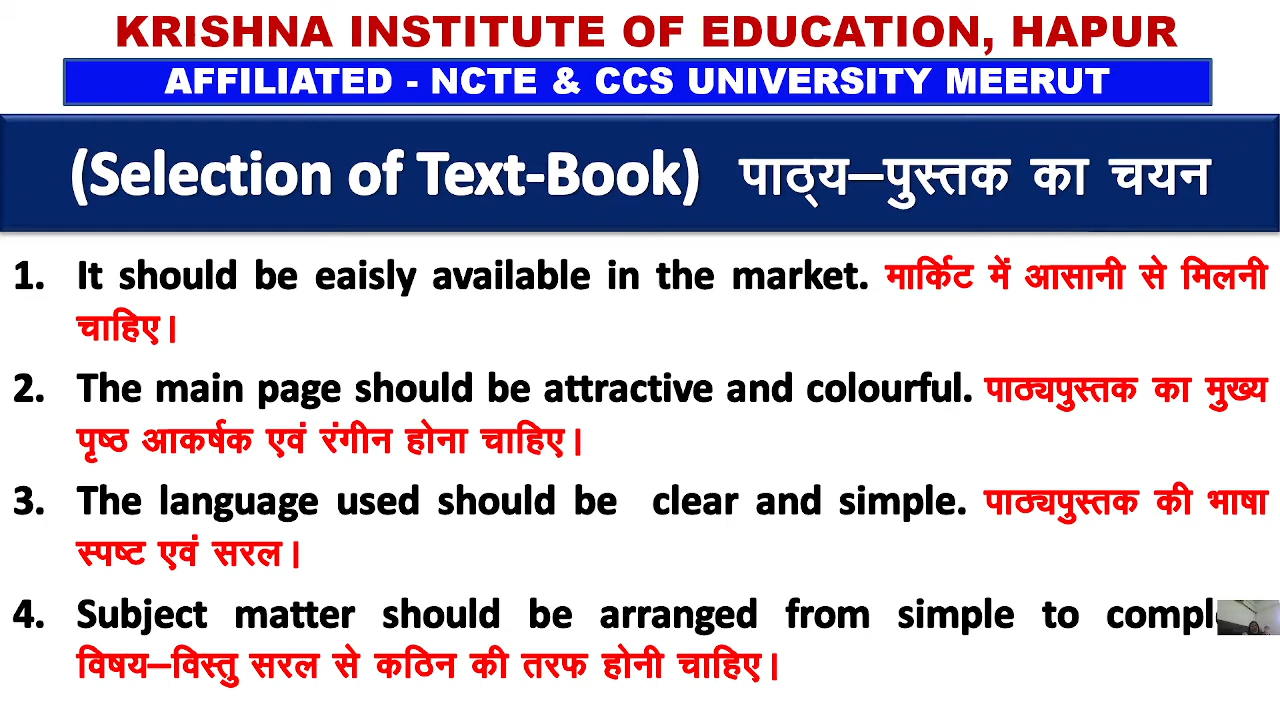 KRISHNA INSTITUTE OF EDUCATION, HAPUR
AFFILIATED - NCTE & CCS UNIVERSITY MEERUT
(Selection of Text-Book) पाठ्य–पुस्तक का चयन
1. It should be eaisly available in the market. मार्किट में आसानी से मिलनी
चाहिए।
2. The main page should be attractive and colourful. पाठ्यपुस्तक का मुख्य
पृष्ठ आकर्षक एवं रंगीन होना चाहिए।
3. The language used should be clear and simple. पाठ्यपुस्तक की भाषा
स्पष्ट एवं सरल।
4. Subject matter should be arranged from simple to
विषय–विस्तु सरल से कठिन की तरफ होनी चाहिए।